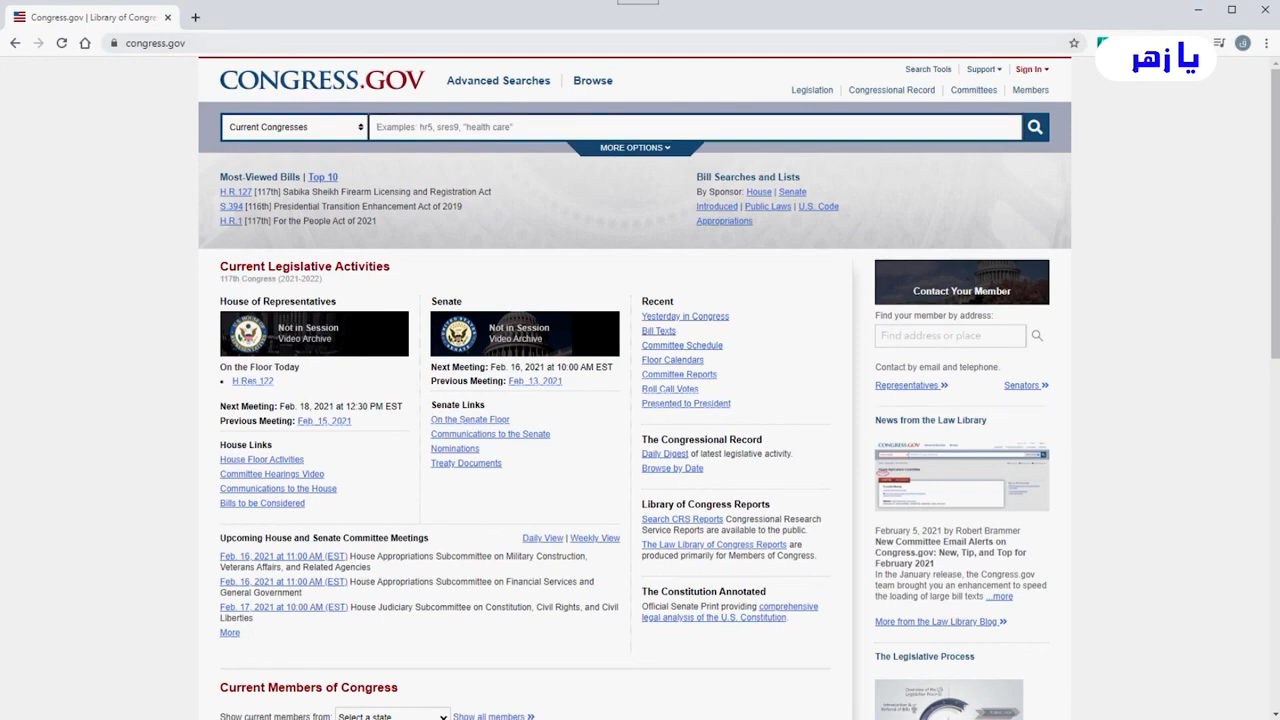 Congress.gov | Library of Congre
congress.gov
يا زهر
CONGRESS.GOV
Advanced Searches
Browse
Search Tools
Support
Sign In
Legislation
Congressional Record
Committees
Members
Current Congresses
Examples: hr5, sres9, "health care"
MORE OPTIONS
Most-Viewed Bills | Top 10
H.R.127 [117th] Sabika Sheikh Firearm Licensing and Registration Act
S.394 [116th] Presidential Transition Enhancement Act of 2019
H.R.1 [117th] For the People Act of 2021
Bill Searches and Lists
By Sponsor: House | Senate
Introduced | Public Laws | U.S. Code
Appropriations
Current Legislative Activities
117th Congress (2021-2022)
House of Representatives
Not in Session
Video Archive
On the Floor Today
• H.Res.122
Next Meeting: Feb. 18, 2021 at 12:30 PM EST
Previous Meeting: Feb. 15, 2021
House Links
House Floor Activities
Committee Hearings Video
Communications to the House
Bills to be Considered
Senate
Not in Session
Video Archive
Next Meeting: Feb. 16, 2021 at 10:00 AM EST
Previous Meeting: Feb. 13, 2021
Senate Links
On the Senate Floor
Communications to the Senate
Nominations
Treaty Documents
Upcoming House and Senate Committee Meetings
Daily View | Weekly View
Feb. 16, 2021 at 11:00 AM (EST) House Appropriations Subcommittee on Military Construction,
Veterans Affairs, and Related Agencies
Feb. 16, 2021 at 11:00 AM (EST) House Appropriations Subcommittee on Financial Services and
General Government
Feb. 17, 2021 at 10:00 AM (EST) House Judiciary Subcommittee on Constitution, Civil Rights, and Civil
Liberties
More
Recent
Yesterday in Congress
Bill Texts
Committee Schedule
Floor Calendars
Committee Reports
Roll Call Votes
Presented to President
The Congressional Record
Daily Digest of latest legislative activity.
Browse by Date
Library of Congress Reports
Search CRS Reports Congressional Research
Service Reports are available to the public.
The Law Library of Congress Reports are
produced primarily for Members of Congress.
The Constitution Annotated
Official Senate Print providing comprehensive
legal analysis of the U.S. Constitution.
Contact Your Member
Find your member by address:
Find address or place
Contact by email and telephone.
Representatives »
Senators »
News from the Law Library
February 5, 2021 by Robert Brammer
New Committee Email Alerts on
Congress.gov: New, Tip, and Top for
February 2021
In the January release, the Congress.gov
team brought you an enhancement to speed
the loading of large bill texts ...more
More from the Law Library Blog »
The Legislative Process
Current Members of Congress
Show current members from:
Select a state
Show all members »